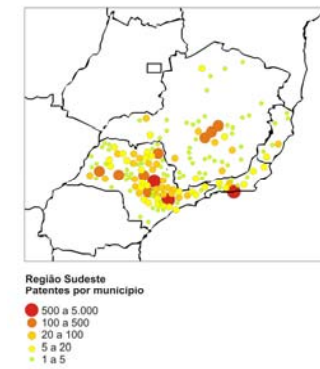 Região Sudeste
Patentes por município
500 a 5.000
100 a 500
20 a 100
5 a 20
1 a 5